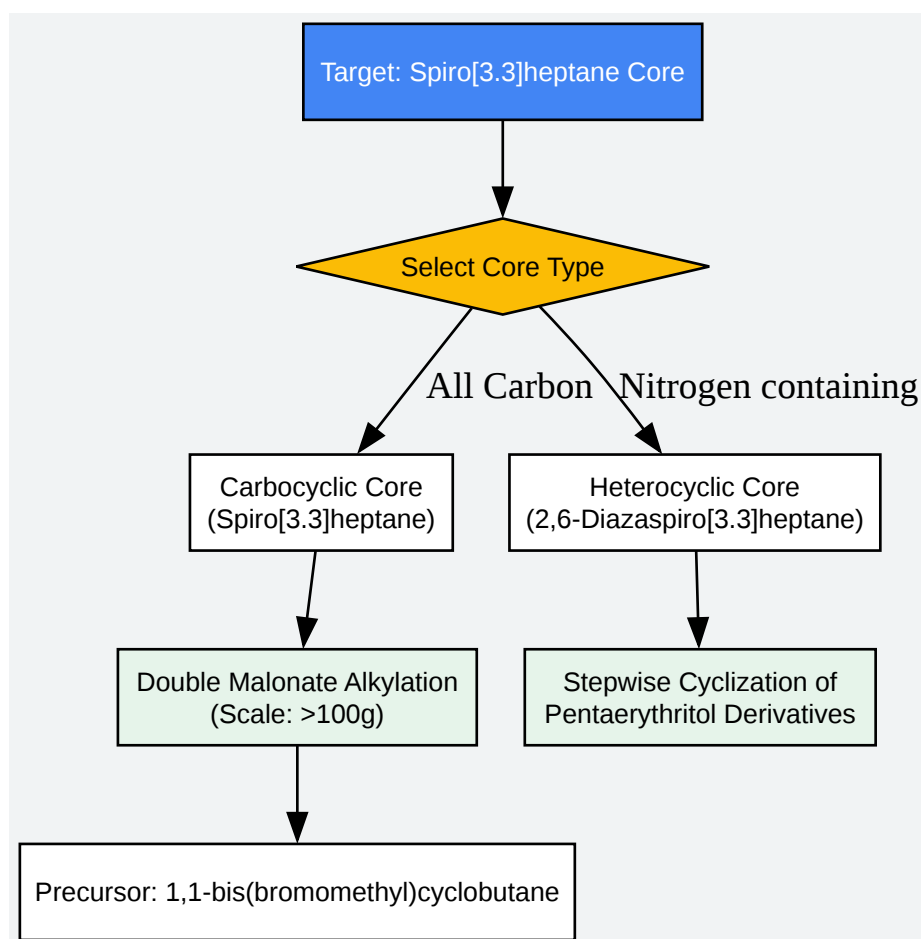 Target: Spiro[3.3]heptane Core
Select Core Type
All Carbon
Nitrogen containing
Carbocyclic Core
(Spiro[3.3]heptane)
Heterocyclic Core
(2,6-Diazaspiro[3.3]heptane)
Double Malonate Alkylation
(Scale: >100g)
Stepwise Cyclization of
Pentaerythritol Derivatives
Precursor: 1,1-bis(bromomethyl)cyclobutane